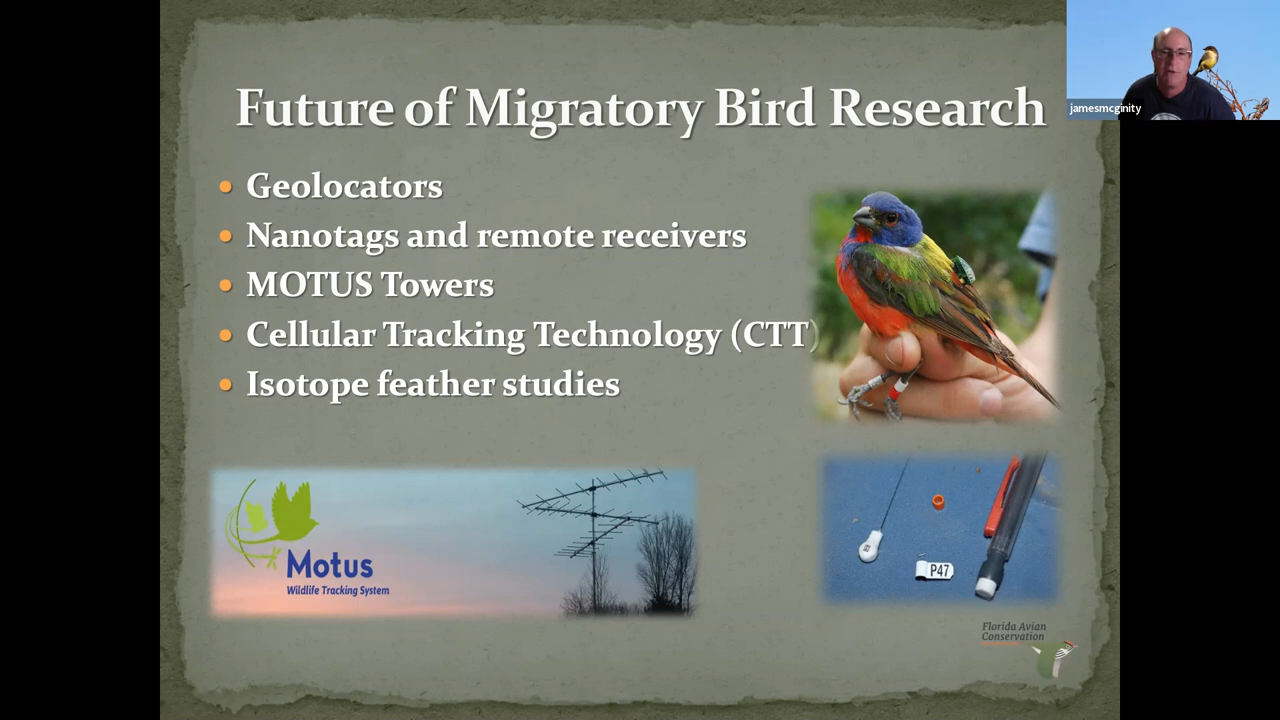 Future of Migratory Bird Research
jamesmcginity
Geolocators
Nanotags and remote receivers
MOTUS Towers
Cellular Tracking Technology (CTT)
Isotope feather studies
Motus
Wildlife Tracking System
P47
Florida Avian
Conservation